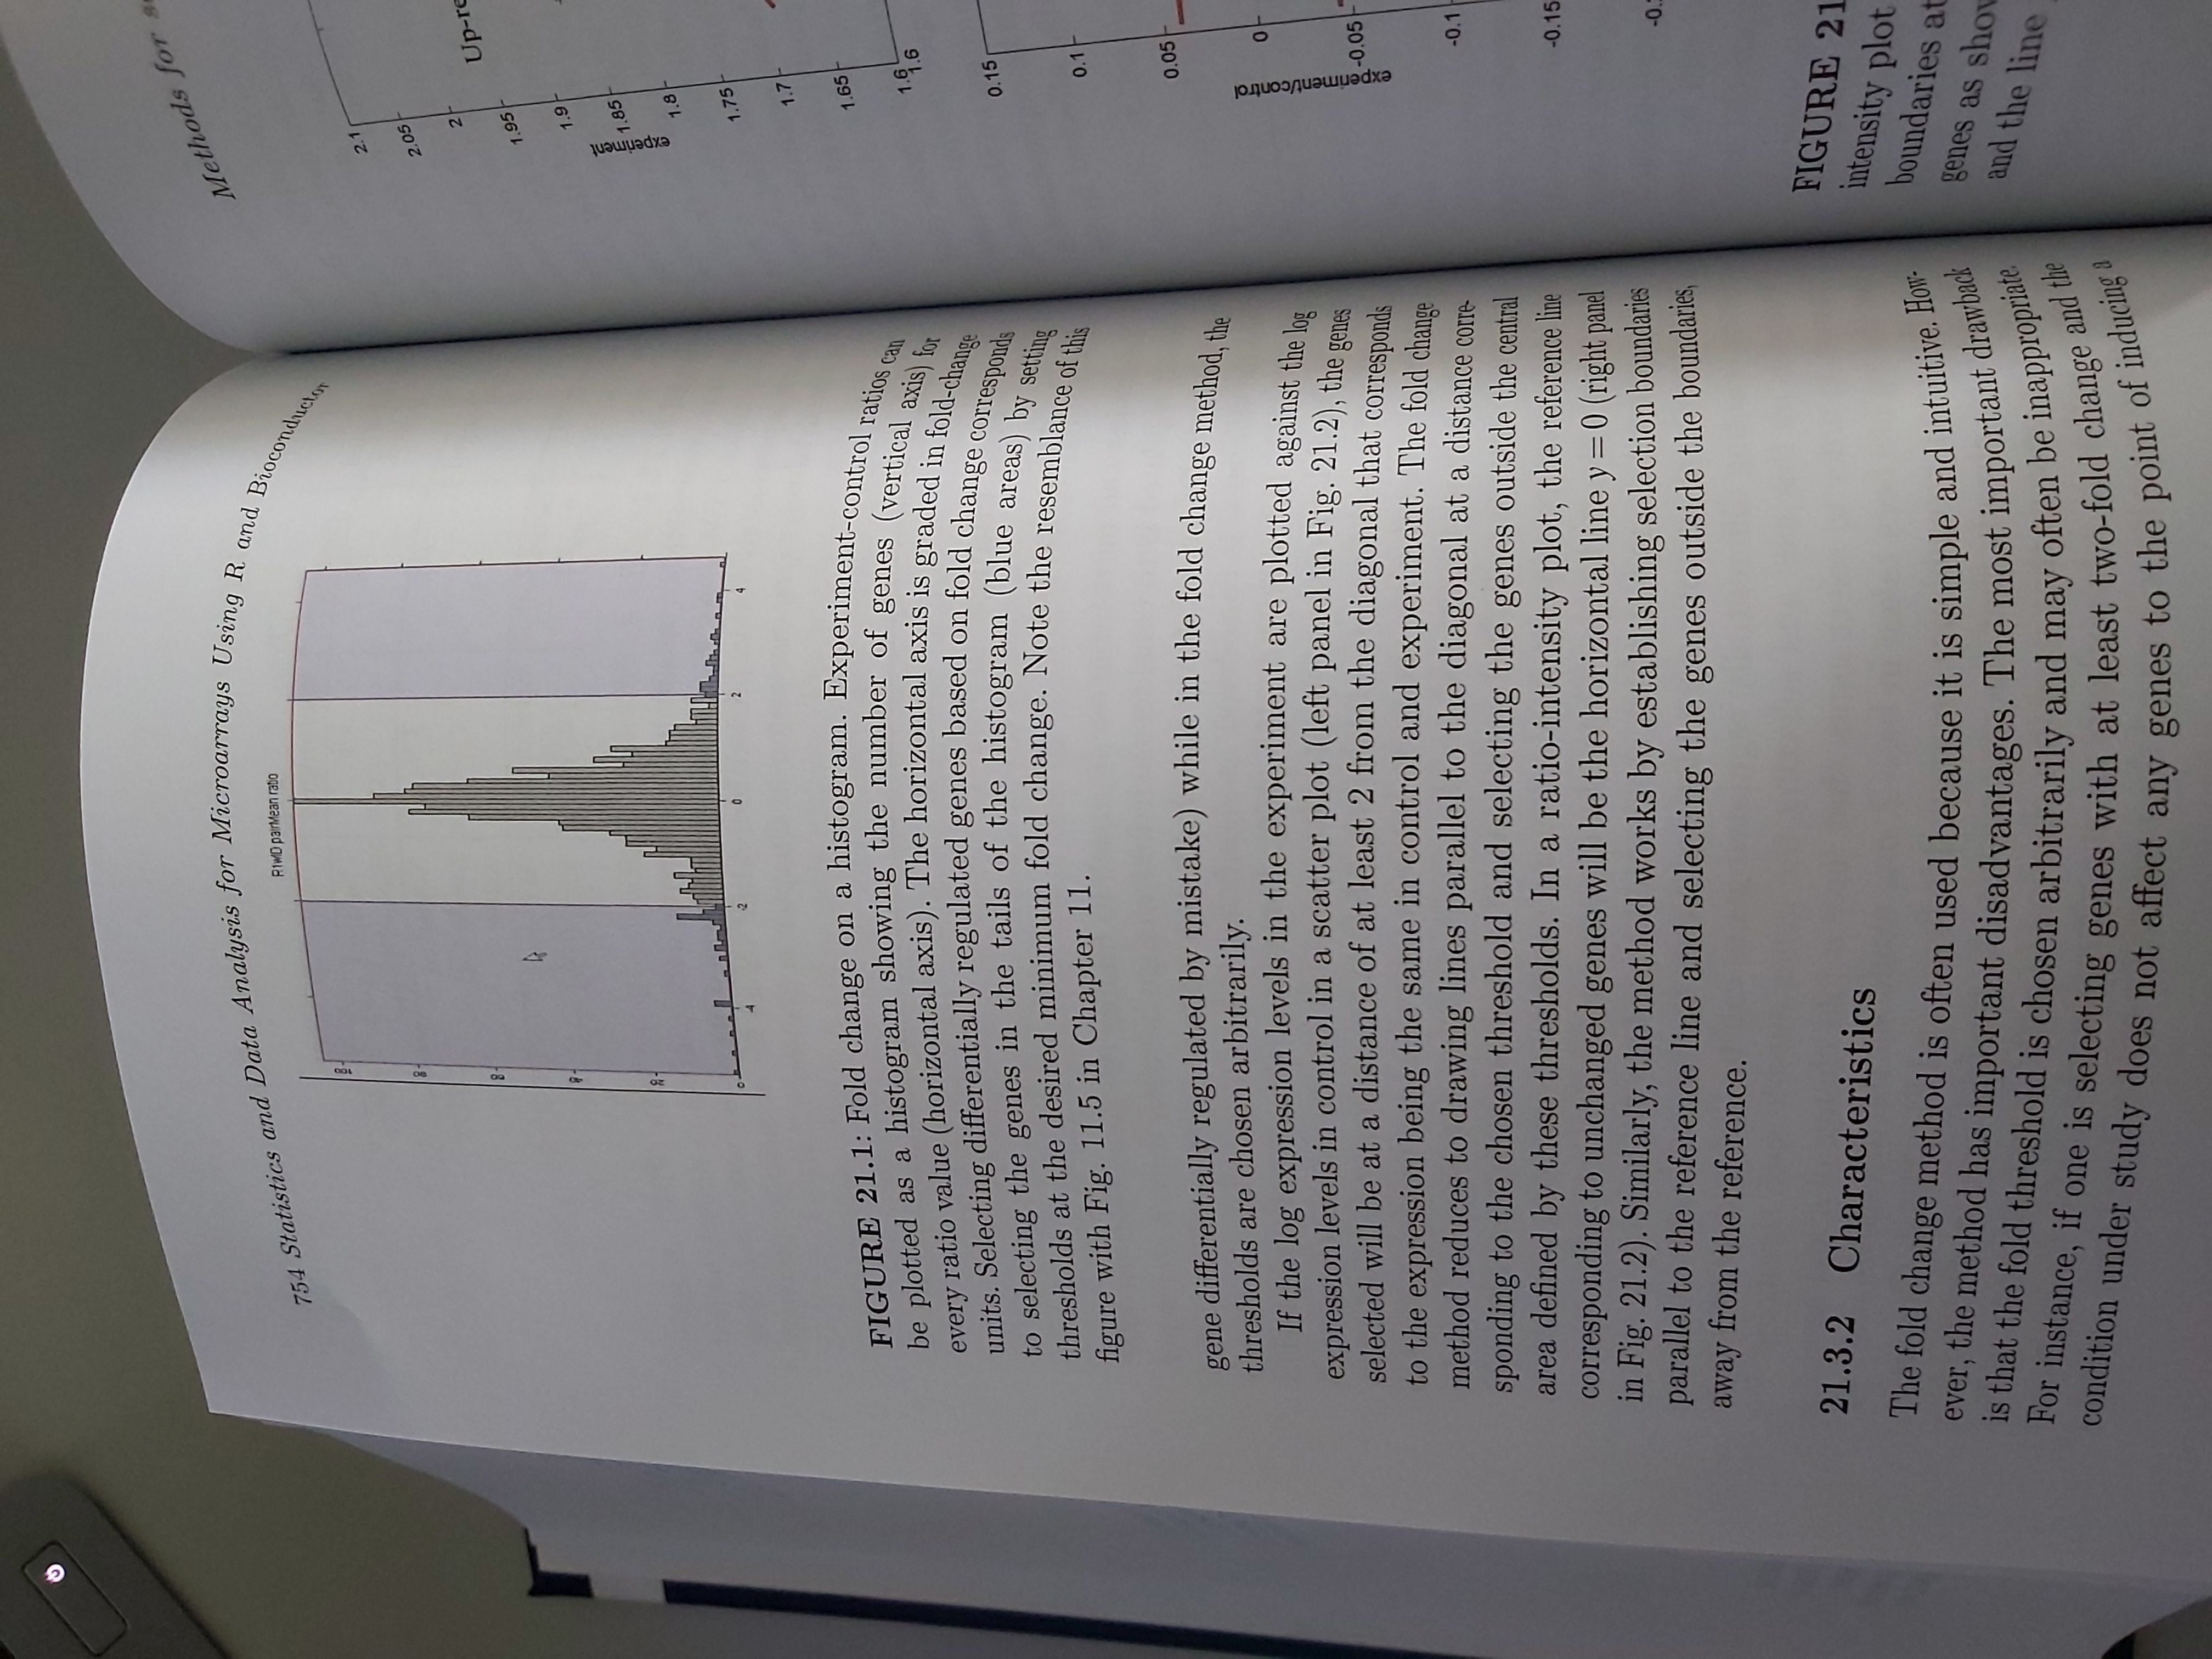 754 Statistics and Data Analysis for Microarrays Using R and Bioconductor
pairMean ratio
100
80
60
40
20
0
-4
-2
0
2
4
FIGURE 21.1: Fold change on a histogram. Experiment-control ratios can
be plotted as a histogram showing the number of genes (vertical axis) for
every ratio value (horizontal axis). The horizontal axis is graded in fold-change
units. Selecting differentially regulated genes based on fold change corresponds
to selecting the genes in the tails of the histogram (blue areas) by setting
thresholds at the desired minimum fold change. Note the resemblance of this
figure with Fig. 11.5 in Chapter 11.
gene differentially regulated by mistake) while in the fold change method, the
thresholds are chosen arbitrarily.
If the log expression levels in the experiment are plotted against the log
expression levels in control in a scatter plot (left panel in Fig. 21.2), the genes
selected will be at a distance of at least 2 from the diagonal that corresponds
to the expression being the same in control and experiment. The fold change
method reduces to drawing lines parallel to the diagonal at a distance corre-
sponding to the chosen threshold and selecting the genes outside the central
area defined by these thresholds. In a ratio-intensity plot, the reference line
corresponding to unchanged genes will be the horizontal line y = 0 (right panel
in Fig. 21.2). Similarly, the method works by establishing selection boundaries
parallel to the reference line and selecting the genes outside the boundaries,
away from the reference.
21.3.2 Characteristics
The fold change method is often used because it is simple and intuitive. How-
ever, the method has important disadvantages. The most important drawback
is that the fold threshold is chosen arbitrarily and may often be inappropriate.
For instance, if one is selecting genes with at least two-fold change and the
condition under study does not affect any genes to the point of inducing a
Methods for
2.1
2.05
2
Up-re
1.95
1.9
experiment
1.85
1.8
1.75
1.7
1.65
1.6
1.6
0.15
0.1
0.05
0
experiment/control
-0.05
-0.1
-0.15
-0.
FIGURE 21
intensity plot
boundaries at
genes as show
and the line